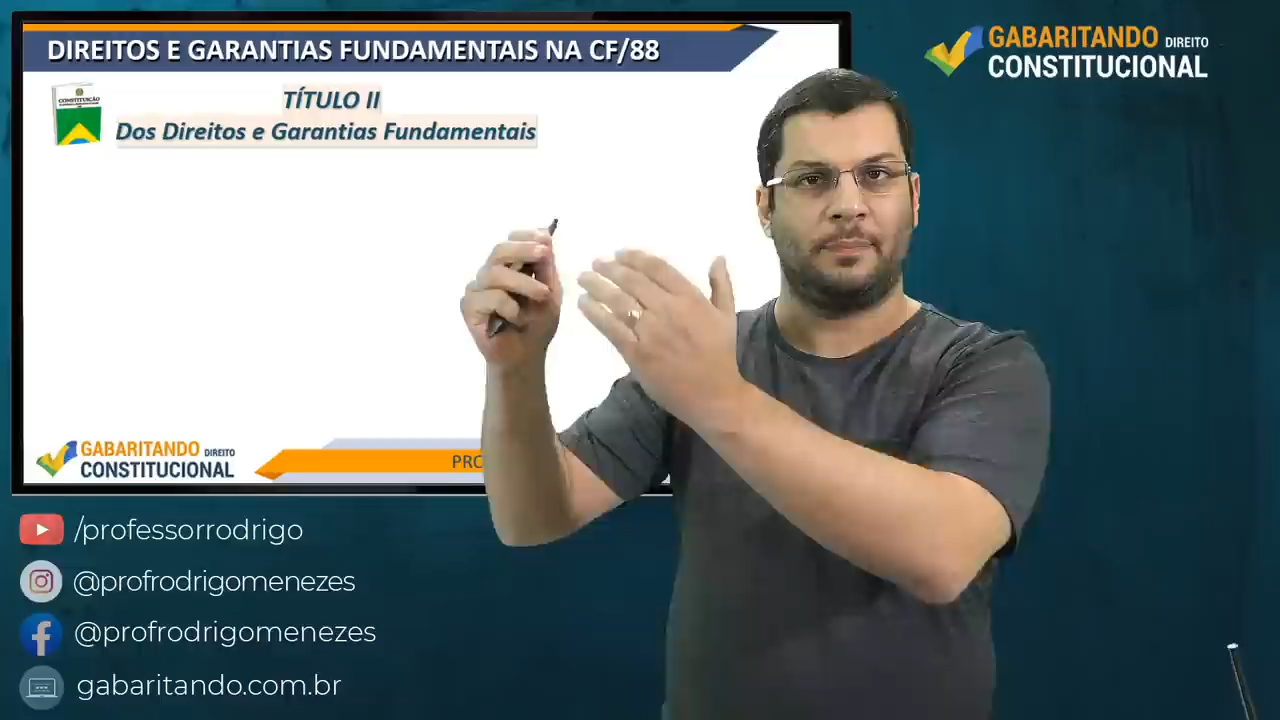 DIREITOS E GARANTIAS FUNDAMENTAIS NA CF/88
CONSTITUIÇÃO
TÍTULO II
Dos Direitos e Garantias Fundamentais
GABARITANDO DIREITO
CONSTITUCIONAL
GABARITANDO DIREITO
CONSTITUCIONAL
PRO
/professorrodrigo
@profrodrigomenezes
@profrodrigomenezes
gabaritando.com.br